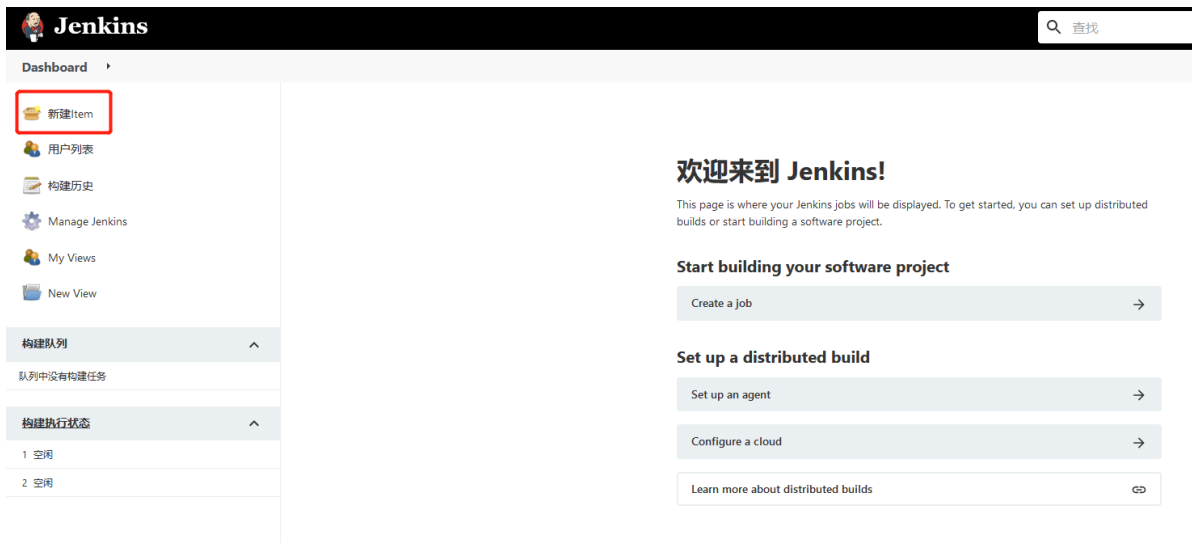 Jenkins
查找
Dashboard
新建Item
用户列表
构建历史
Manage Jenkins
My Views
New View
构建队列
队列中没有构建任务
构建执行状态
1 空闲
2 空闲
欢迎来到 Jenkins!
This page is where your Jenkins jobs will be displayed. To get started, you can set up distributed
builds or start building a software project.
Start building your software project
Create a job
Set up a distributed build
Set up an agent
Configure a cloud
Learn more about distributed builds